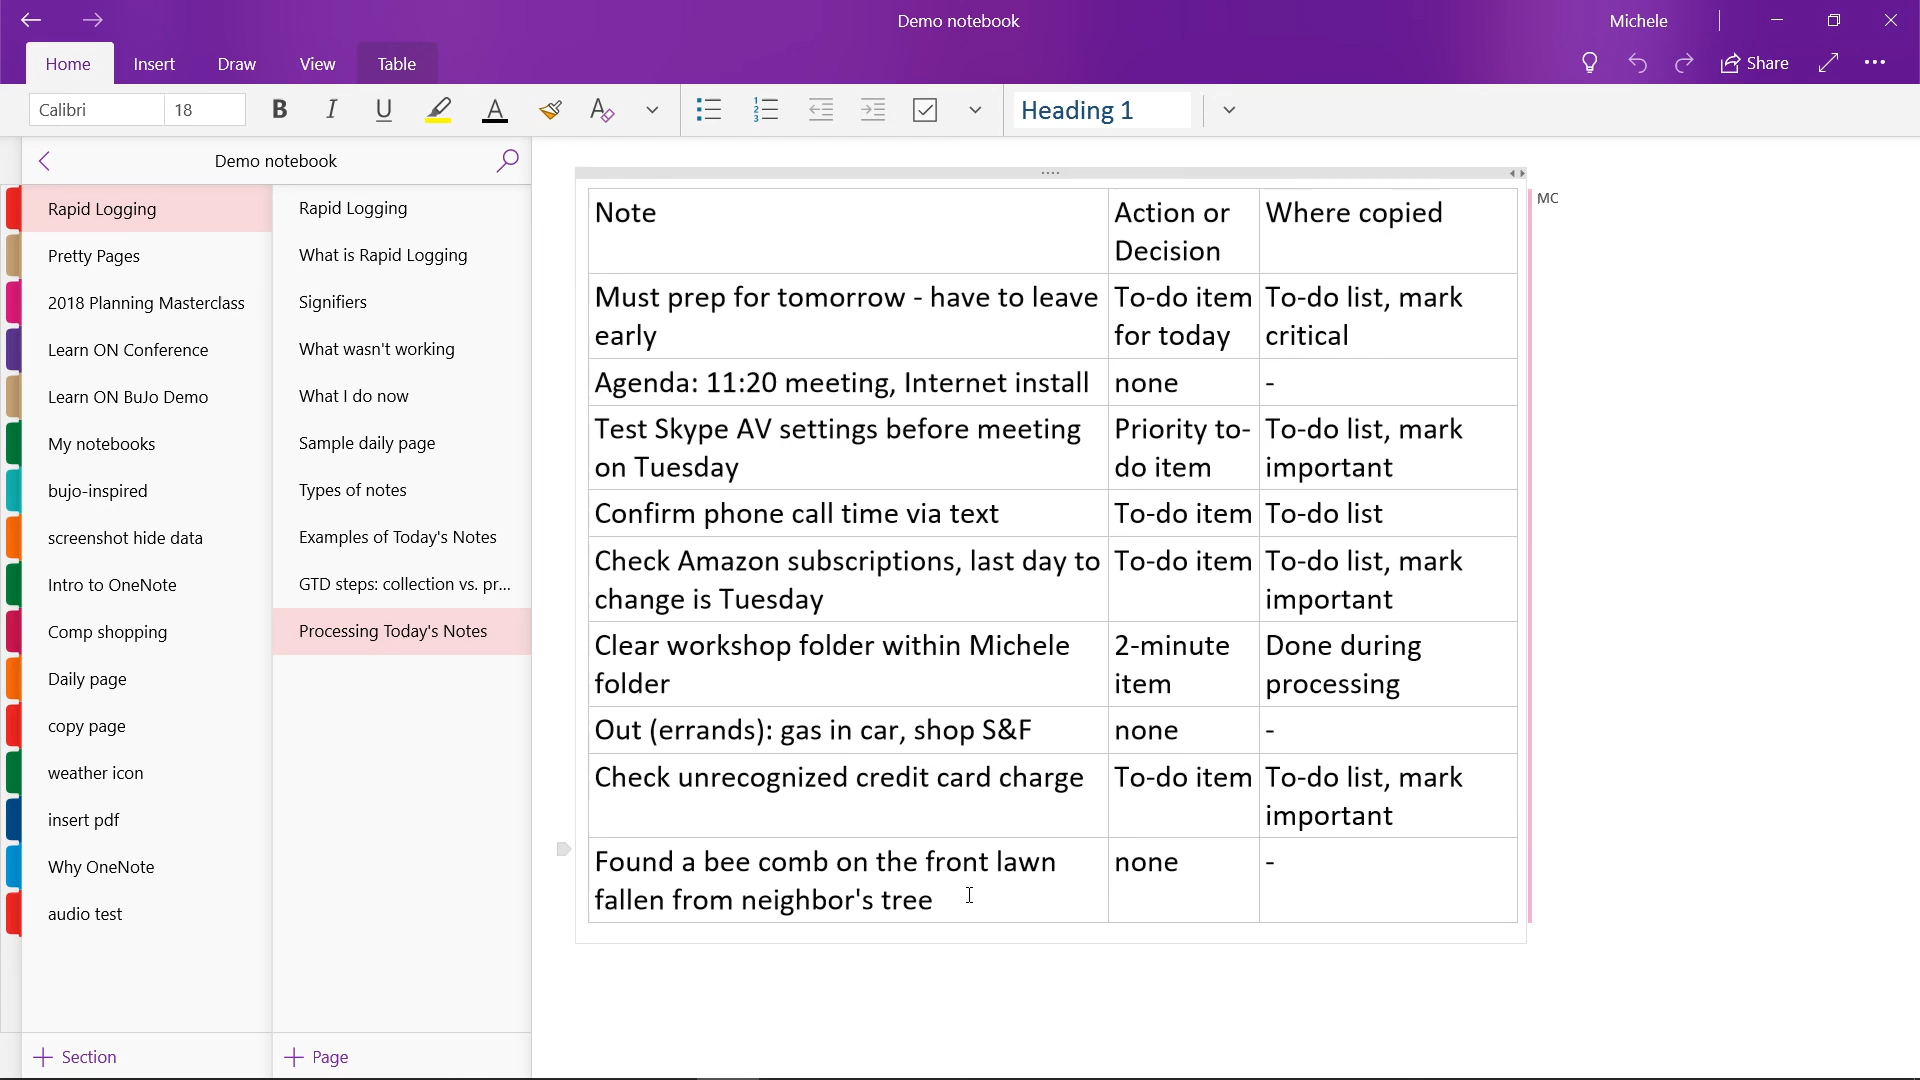 Demo notebook
Michele
Home
Insert
Draw
View
Table
Share
Calibri
18
B
I
U
A
A
1
2
3
Heading 1
Demo notebook
Rapid Logging
Pretty Pages
2018 Planning Masterclass
Learn ON Conference
Learn ON BuJo Demo
My notebooks
bujo-inspired
screenshot hide data
Intro to OneNote
Comp shopping
Daily page
copy page
weather icon
insert pdf
Why OneNote
audio test
Section
Rapid Logging
What is Rapid Logging
Signifiers
What wasn't working
What I do now
Sample daily page
Types of notes
Examples of Today's Notes
GTD steps: collection vs. pr...
Processing Today's Notes
Page
MC
Note
Action or
Decision
Where copied
Must prep for tomorrow - have to leave
early
To-do item
for today
To-do list, mark
critical
Agenda: 11:20 meeting, Internet install
none
-
Test Skype AV settings before meeting
on Tuesday
Priority to-
do item
To-do list, mark
important
Confirm phone call time via text
To-do item
To-do list
Check Amazon subscriptions, last day to
change is Tuesday
To-do item
To-do list, mark
important
Clear workshop folder within Michele
folder
2-minute
item
Done during
processing
Out (errands): gas in car, shop S&F
none
-
Check unrecognized credit card charge
To-do item
To-do list, mark
important
Found a bee comb on the front lawn
fallen from neighbor's tree
none
-